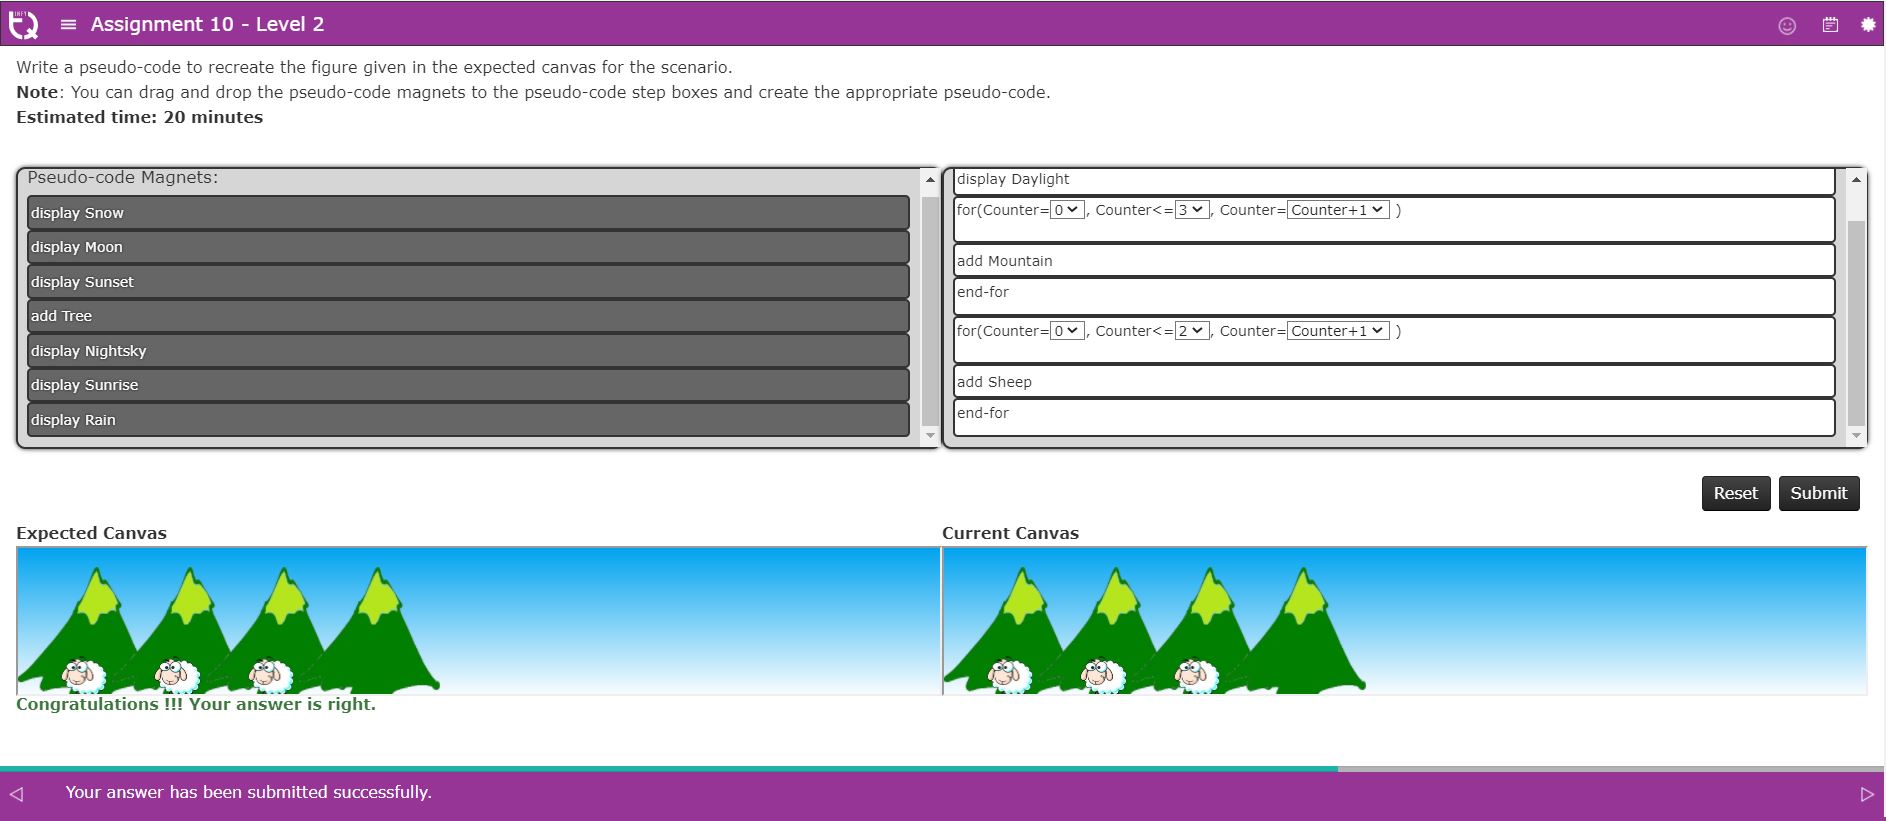 INFY
TQ
Assignment 10 - Level 2
Write a pseudo-code to recreate the figure given in the expected canvas for the scenario.
Note: You can drag and drop the pseudo-code magnets to the pseudo-code step boxes and create the appropriate pseudo-code.
Estimated time: 20 minutes
Pseudo-code Magnets:
display Snow
display Moon
display Sunset
add Tree
display Nightsky
display Sunrise
display Rain
display Daylight
for(Counter=0, Counter<=3, Counter=Counter+1 )
add Mountain
end-for
for(Counter=0, Counter<=2, Counter=Counter+1 )
add Sheep
end-for
Reset
Submit
Expected Canvas
Current Canvas
Congratulations !!! Your answer is right.
Your answer has been submitted successfully.